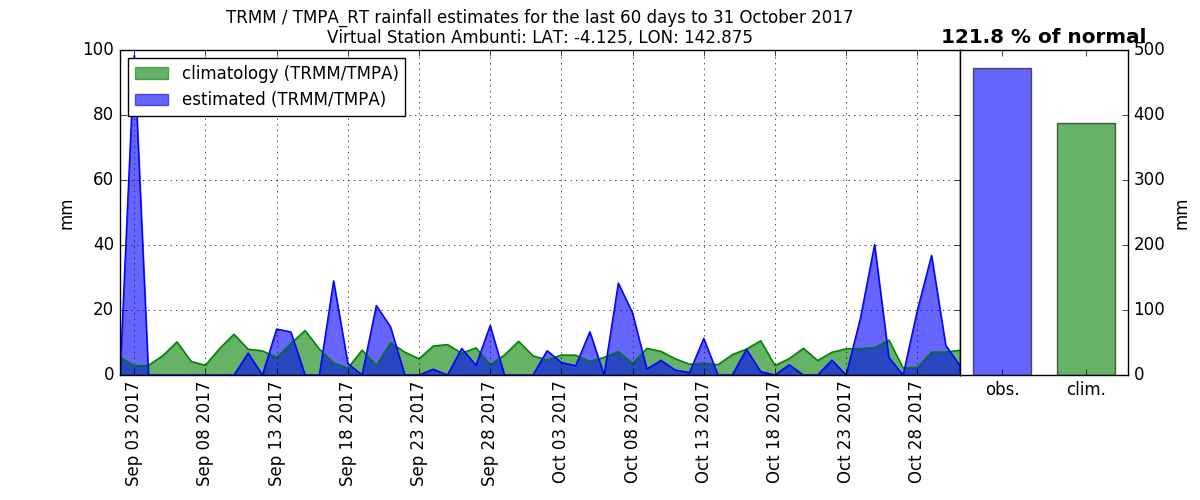 TRMM / TMPA_RT rainfall estimates for the last 60 days to 31 October 2017
Virtual Station Ambunti: LAT: -4.125, LON: 142.875
121.8 % of normal
climatology (TRMM/TMPA)
estimated (TRMM/TMPA)
100
80
60
40
20
0
mm
500
400
300
200
100
0
mm
Sep 03 2017
Sep 08 2017
Sep 13 2017
Sep 18 2017
Sep 23 2017
Sep 28 2017
Oct 03 2017
Oct 08 2017
Oct 13 2017
Oct 18 2017
Oct 23 2017
Oct 28 2017
obs.
clim.